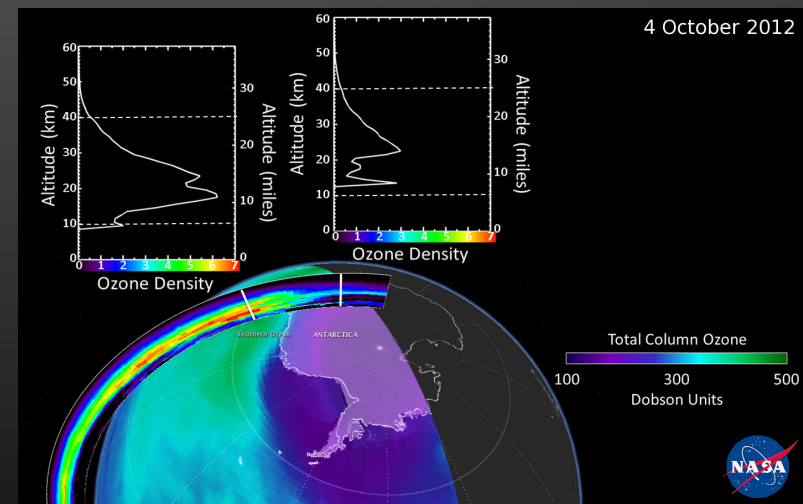 4 October 2012
60
50
40
30
20
10
0
Altitude (km)
30
20
10
0
Altitude (miles)
0 1 2 3 4 5 6 7
Ozone Density
60
50
40
30
20
10
0
Altitude (km)
30
20
10
0
Altitude (miles)
0 1 2 3 4 5 6 7
Ozone Density
Southern Ocean
ANTARCTICA
Total Column Ozone
100 300 500
Dobson Units
NASA